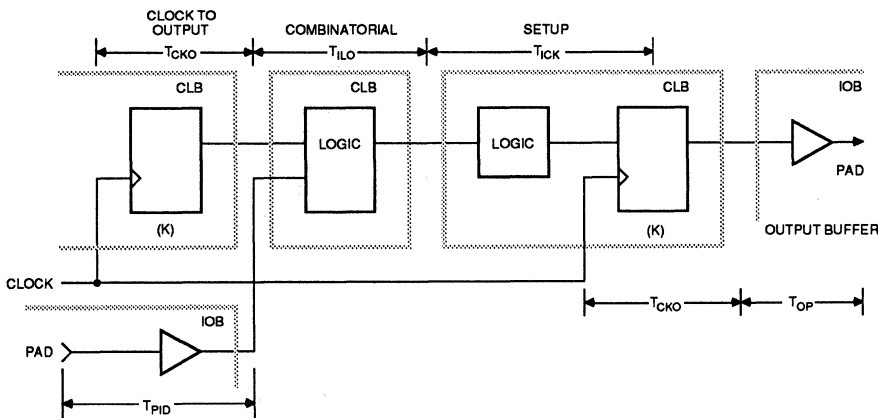 CLOCK TO
OUTPUT
COMBINATORIAL
SETUP
TCKO
TILO
TICK
CLB
CLB
CLB
IOB
LOGIC
LOGIC
PAD
(K)
(K)
OUTPUT BUFFER
CLOCK
TCKO
TOP
IOB
PAD
TPID